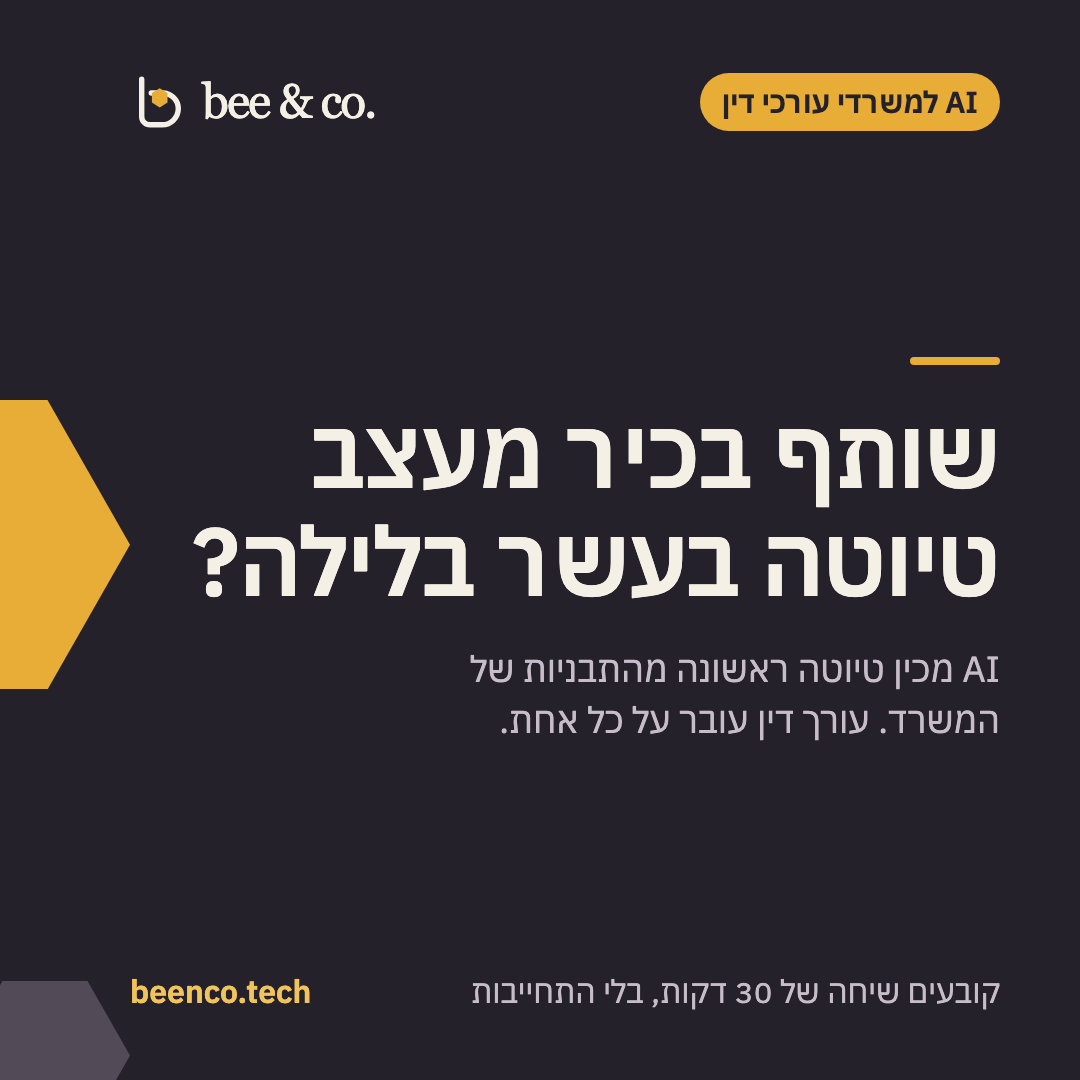 AI למשרדי עורכי דין
bee & co.
שותף בכיר מעצב
טיוטה בעשר בלילה?
AI מכין טיוטה ראשונה מהתבניות של
המשרד. עורך דין עובר על כל אחת.
קובעים שיחה של 30 דקות, בלי התחייבות
beenco.tech